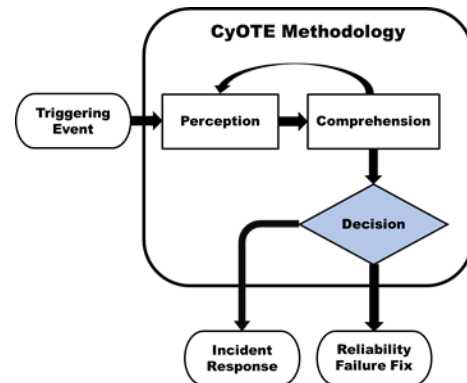 CyOTE Methodology
Triggering
Event
Perception
Comprehension
Decision
Incident
Response
Reliability
Failure Fix